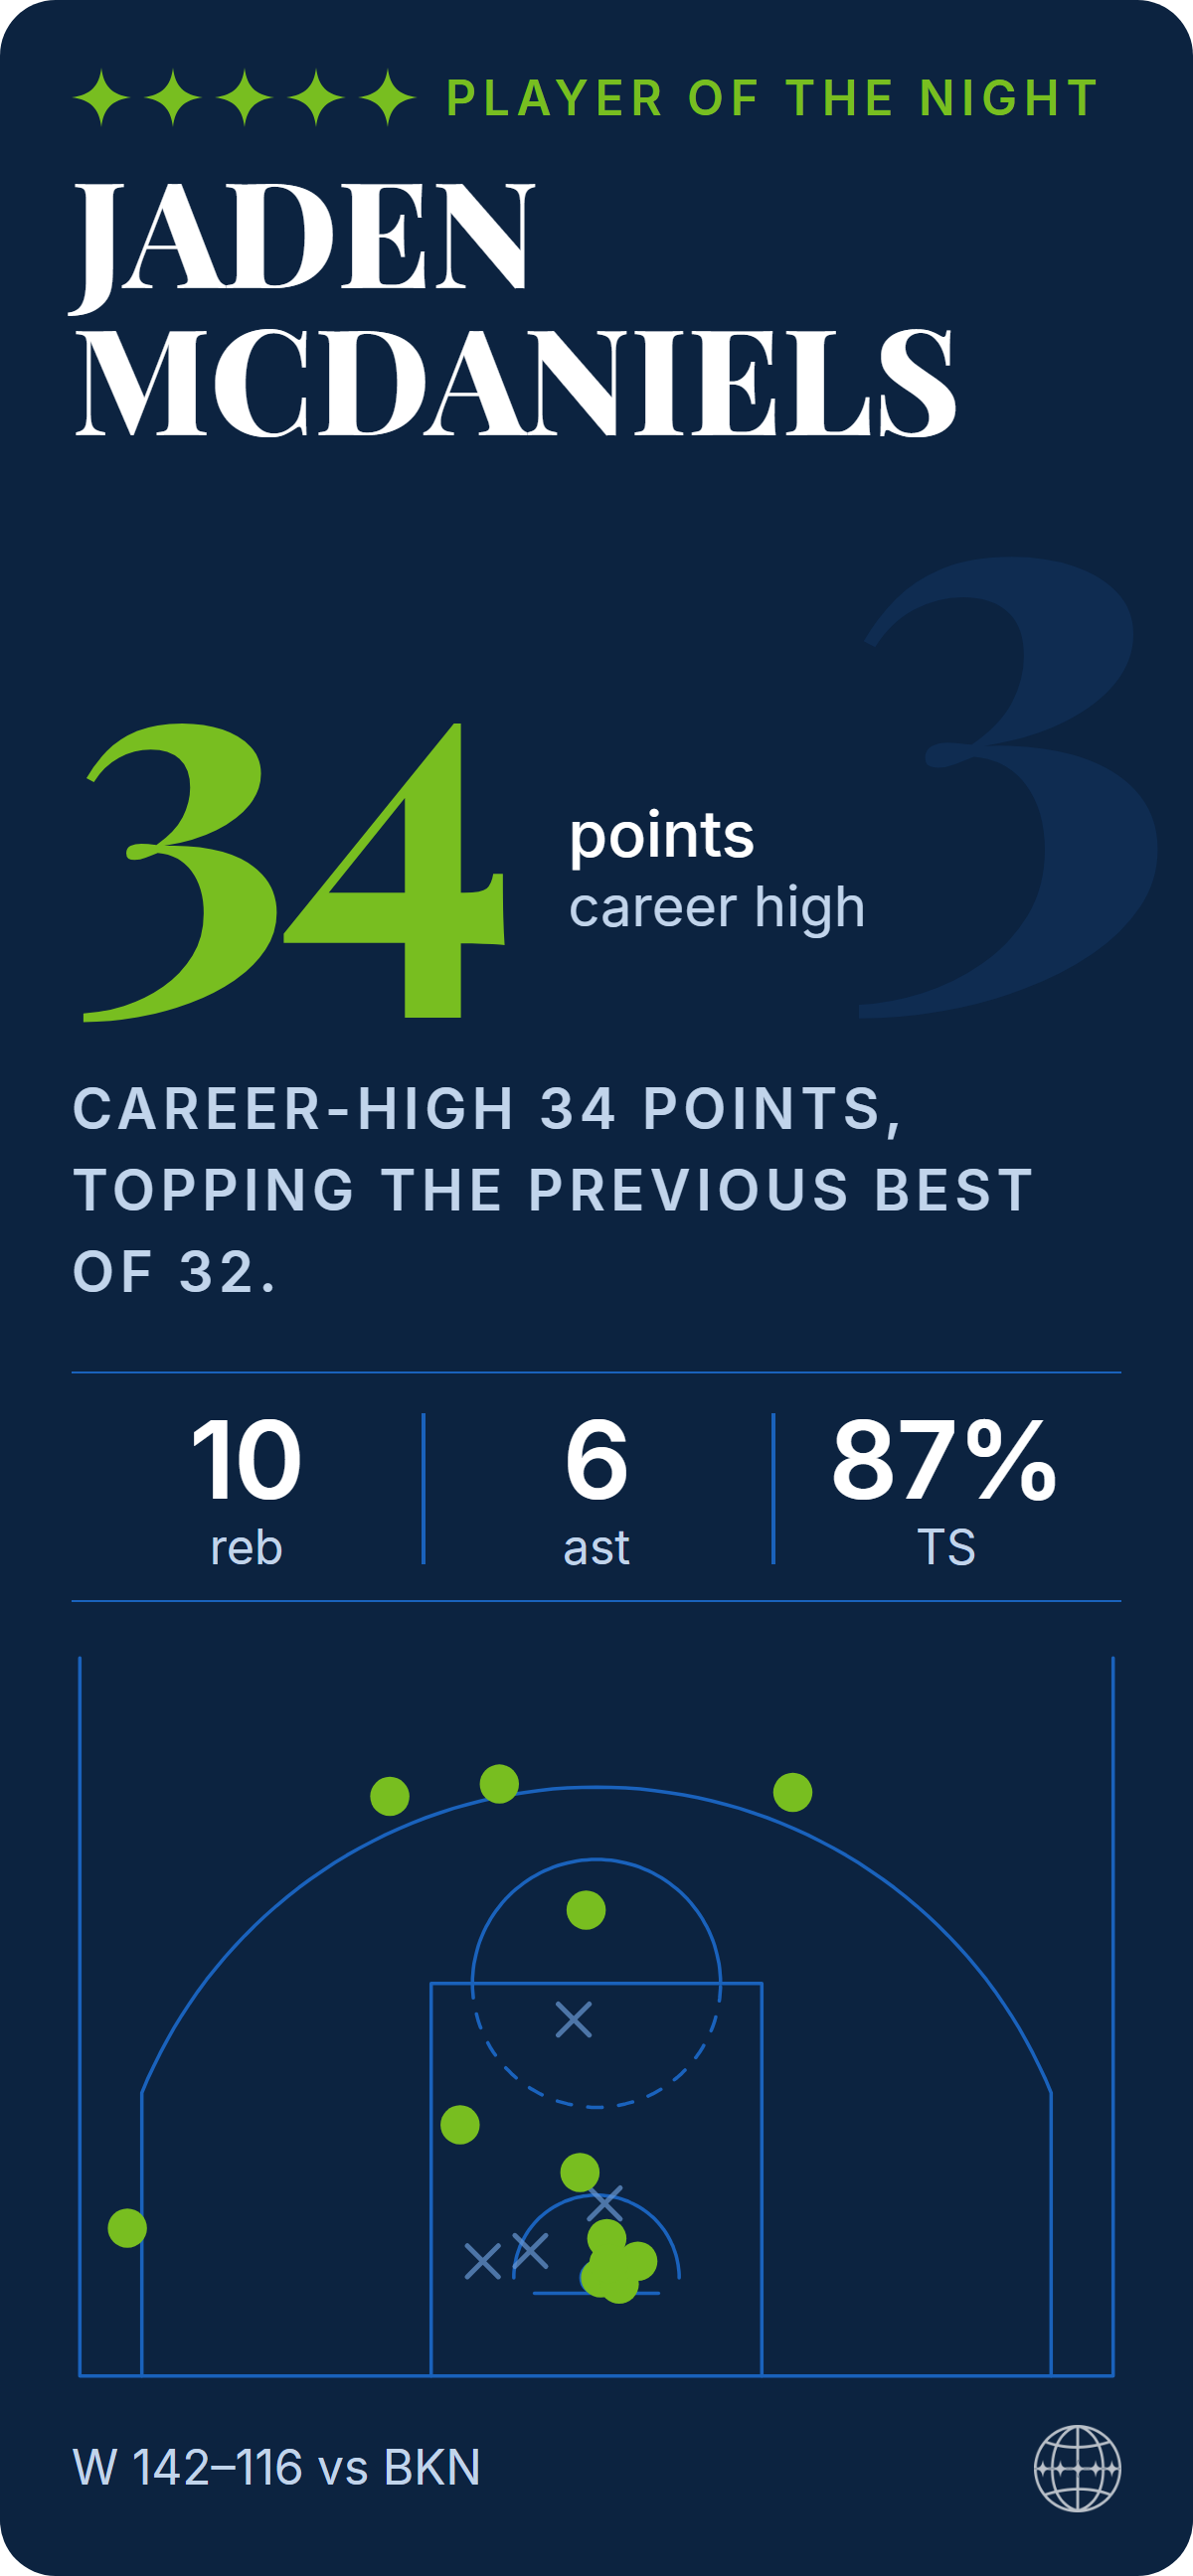 PLAYER OF THE NIGHT
JADEN
MCDANIELS
3
34
points
career high
CAREER-HIGH 34 POINTS,
TOPPING THE PREVIOUS BEST
OF 32.
10
reb
6
ast
87%
TS
W 142–116 vs BKN